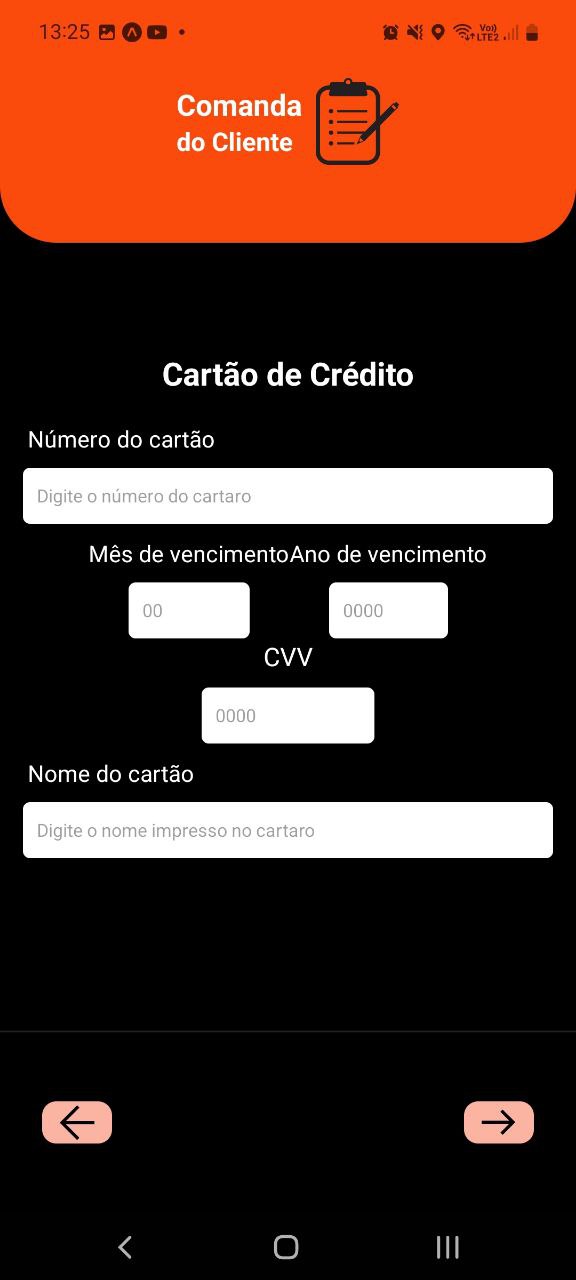 13:25
Vo))
LTE2
Comanda
do Cliente
Cartão de Crédito
Número do cartão
Digite o número do cartaro
Mês de vencimentoAno de vencimento
00 0000
CVV
0000
Nome do cartão
Digite o nome impresso no cartaro